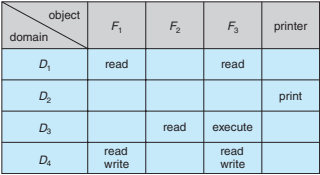 object
domain
F₁ F₂ F₃ printer
D₁ read read
D₂ print
D₃ read execute
D₄ read write read write